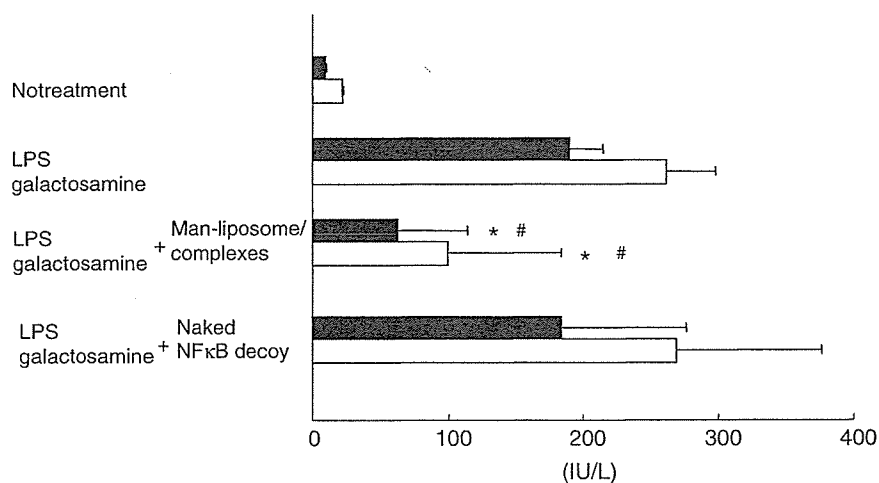 Notreatment
LPS
galactosamine
LPS
galactosamine
+
Man-liposome/
complexes
* #
* #
LPS
galactosamine
+
Naked
NFκB decoy
0 100 200 300 400
(IU/L)